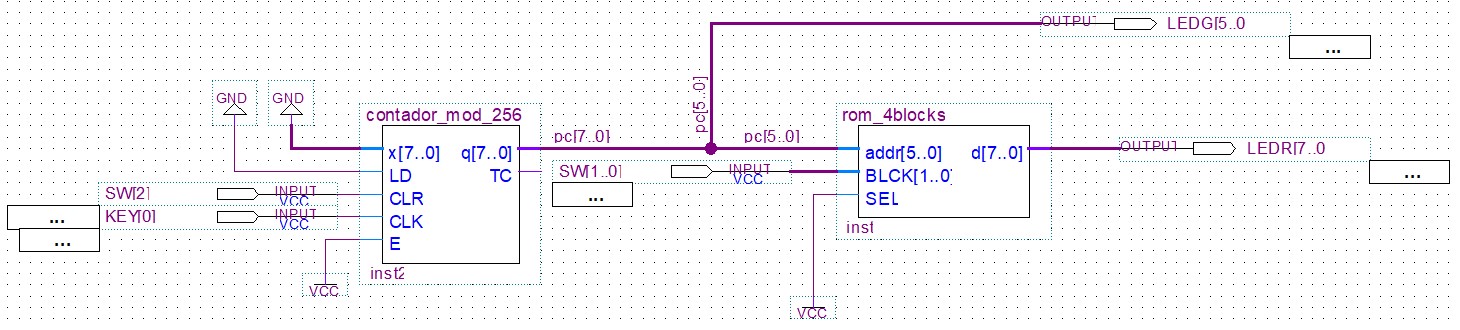 OUTPUT LEDG[5..0
...
GND GND
contador_mod_256
rom_4blocks
pc[5..0]
pc[7..0]
pc[5..0]
x[7..0] q[7..0]
addr[5..0] d[7..0]
OUTPUT LEDR[7..0
...
LD TC
SW[1..0] INPUT
VCC
...
BLCK[1..0]
SW[2] INPUT
VCC
CLR
SEL
... KEY[0] INPUT
VCC
...
CLK
E
inst
inst2
VCC
VCC